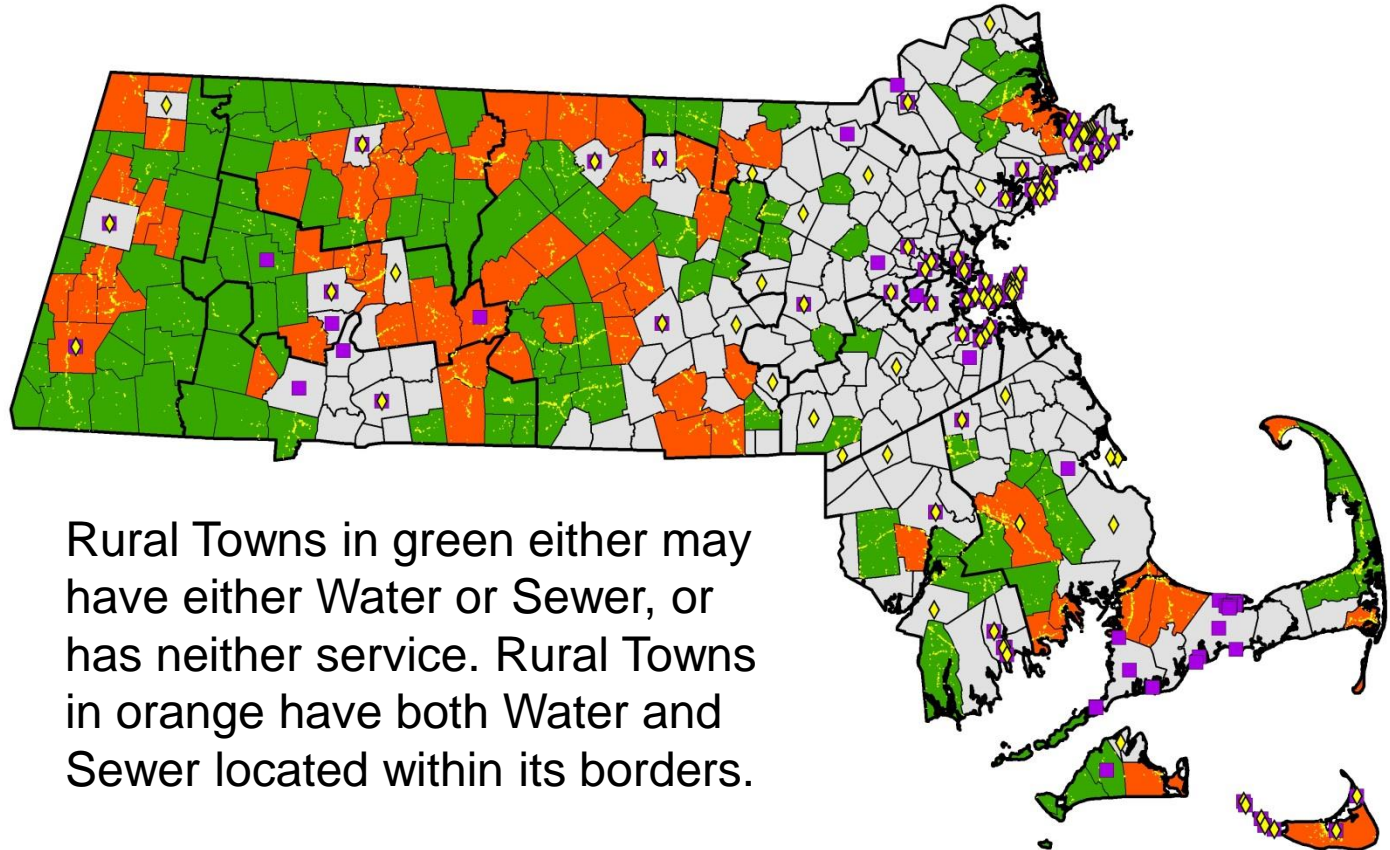 Rural Towns in green either may
have either Water or Sewer, or
has neither service. Rural Towns
in orange have both Water and
Sewer located within its borders.